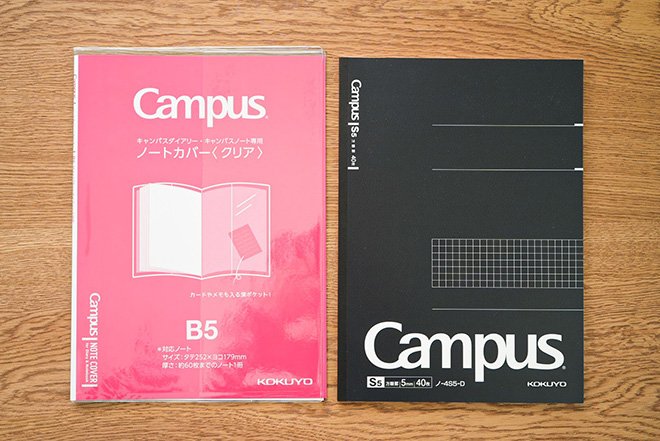 Campus
キャンパスダイアリー・キャンパスノート専用
ノートカバー〈クリア〉
カードやメモも入る便利ポケット！
B5
*対応ノート
サイズ：タテ252×ヨコ179mm
厚さ：約60枚までのノート1冊
KOKUYO
Campus
NOTE COVER
Campus
S5
40枚
Campus
S5 方眼罫 5mm 40枚 ノ-4S5-D
KOKUYO